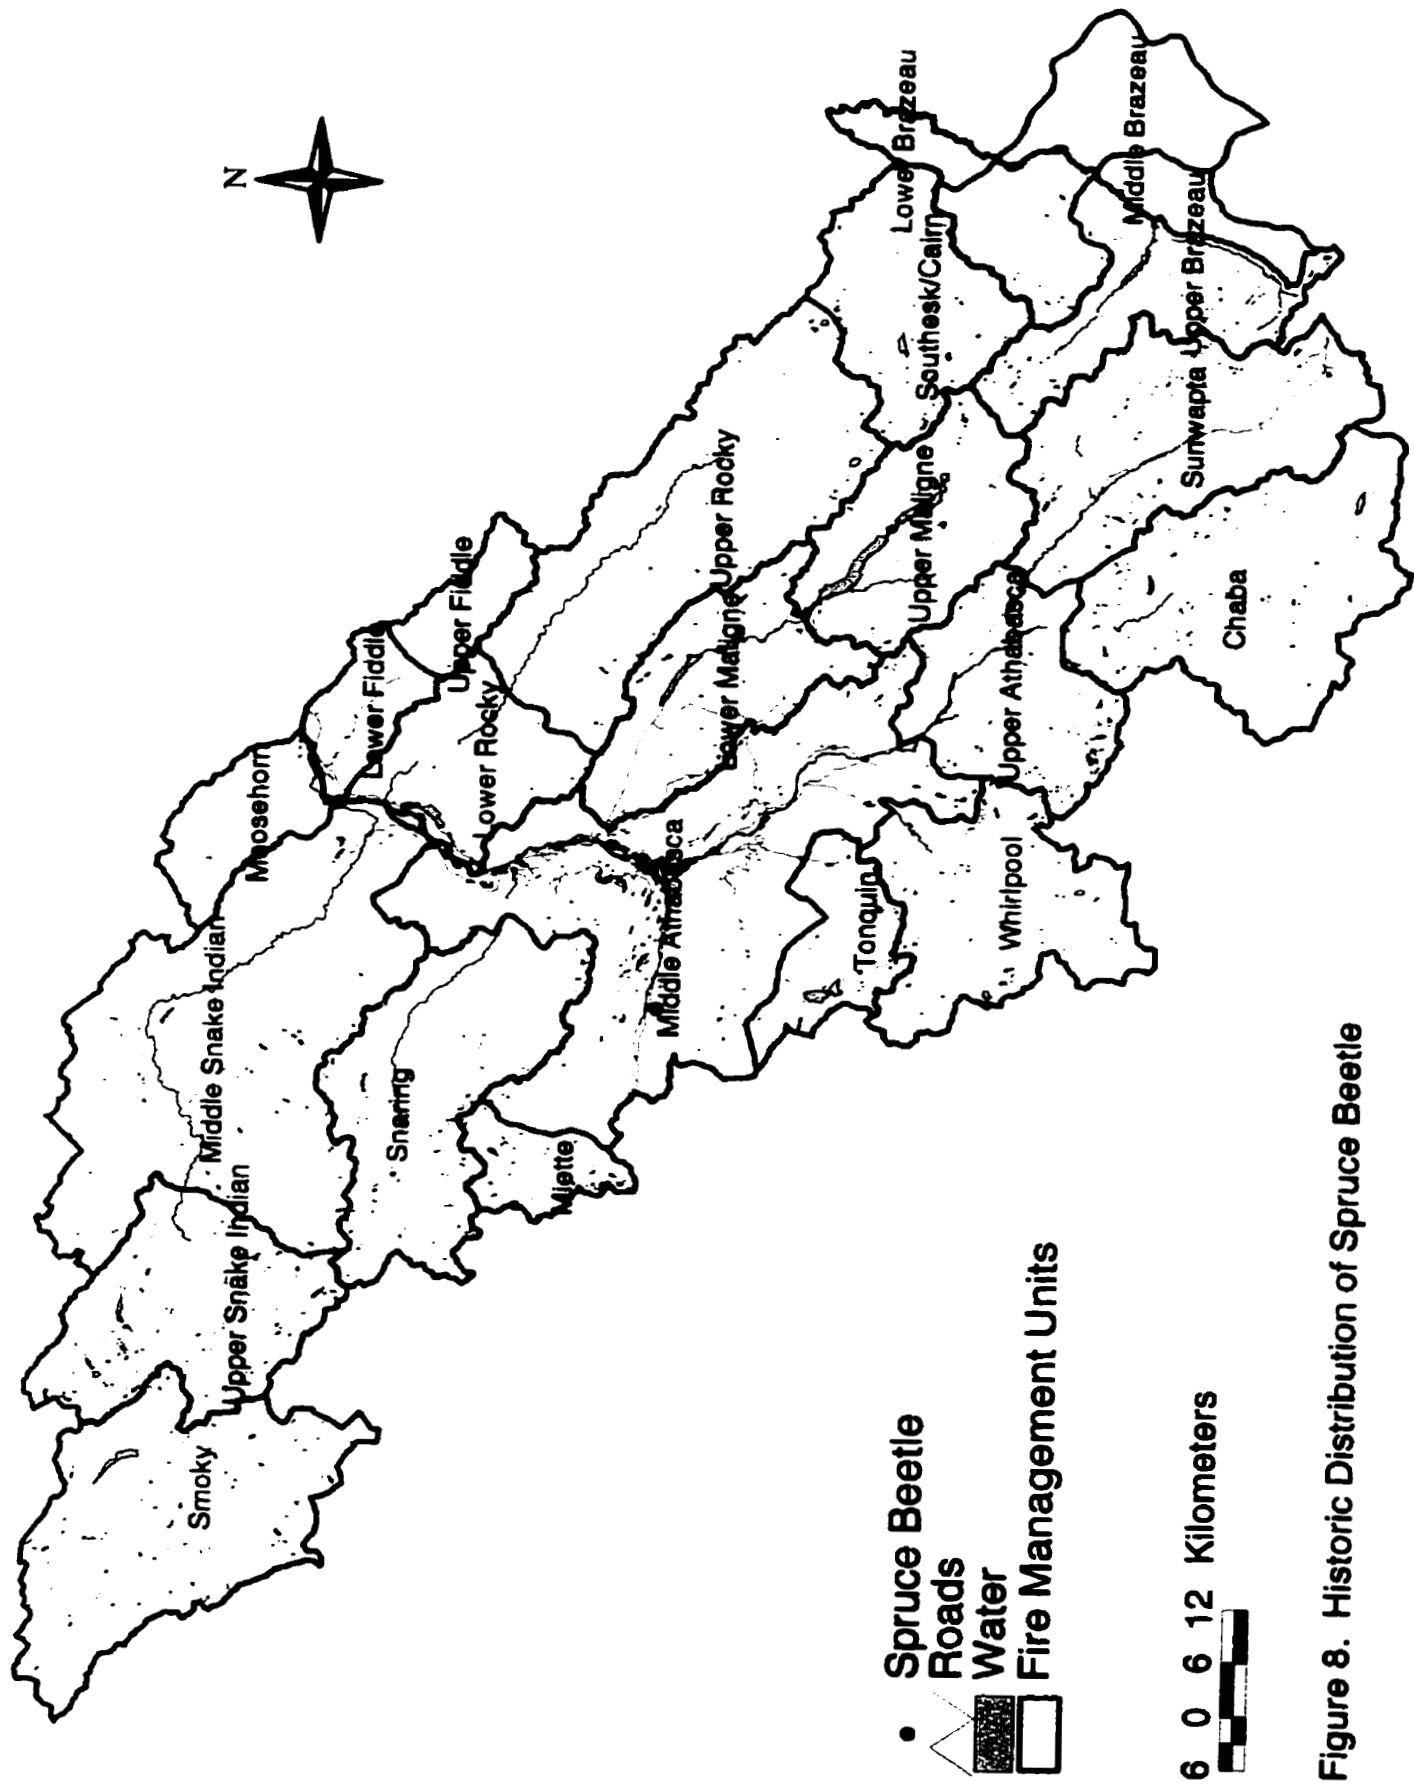 N
Smoky
Upper Snake Indian
Middle Snake Indian
Moosehorn
Snaring
Miette
Lower Fiddle
Upper Fiddle
Lower Rocky
Upper Rocky
Middle Athabasca
Lower Maligne
Tonquin
Whirlpool
Upper Maligne
Upper Athabasca
Southesk/Cairn
Lower Brazeau
Middle Brazeau
Upper Brazeau
Sunwapta
Chaba
Spruce Beetle
Roads
Water
Fire Management Units
6 0 6 12 Kilometers
Figure 8. Historic Distribution of Spruce Beetle